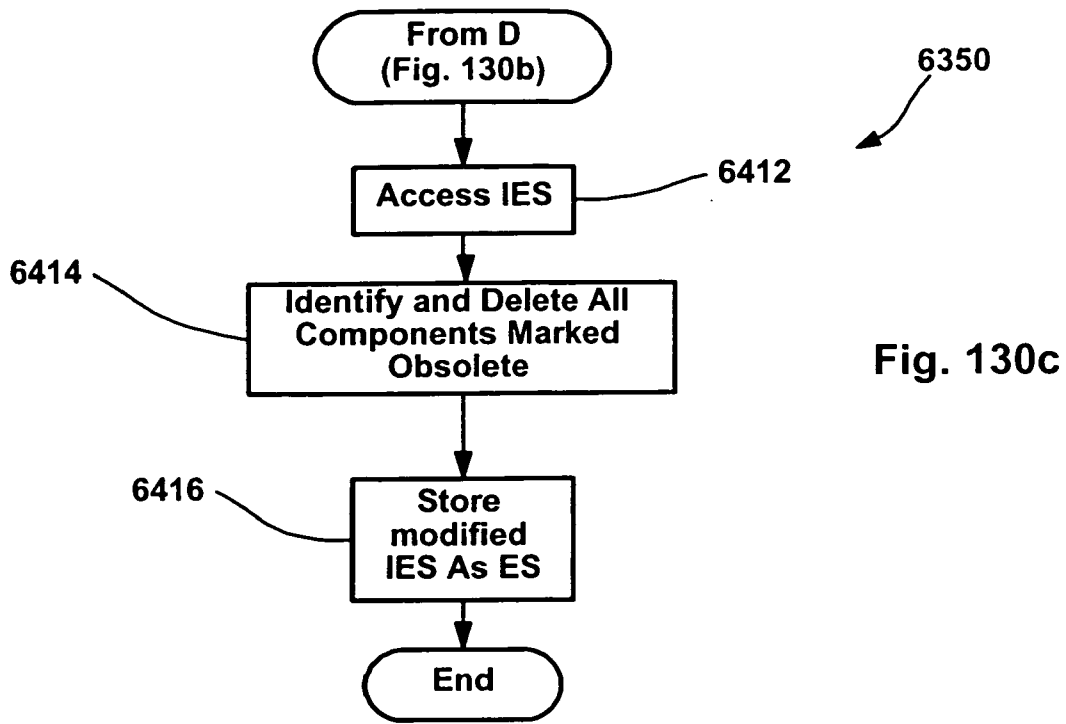 From D
(Fig. 130b)
6350
Access IES
6412
6414
Identify and Delete All
Components Marked
Obsolete
Fig. 130c
6416
Store
modified
IES As ES
End